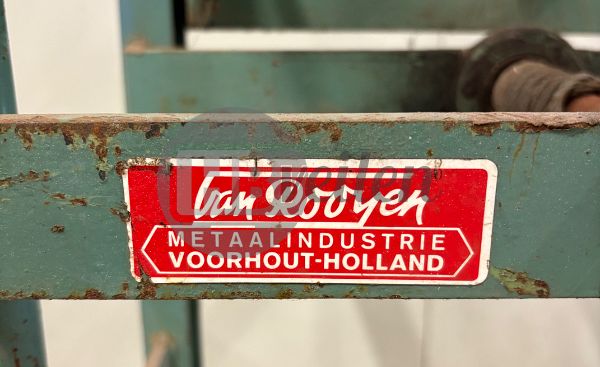 Van Rooyen
METAALINDUSTRIE
VOORHOUT-HOLLAND